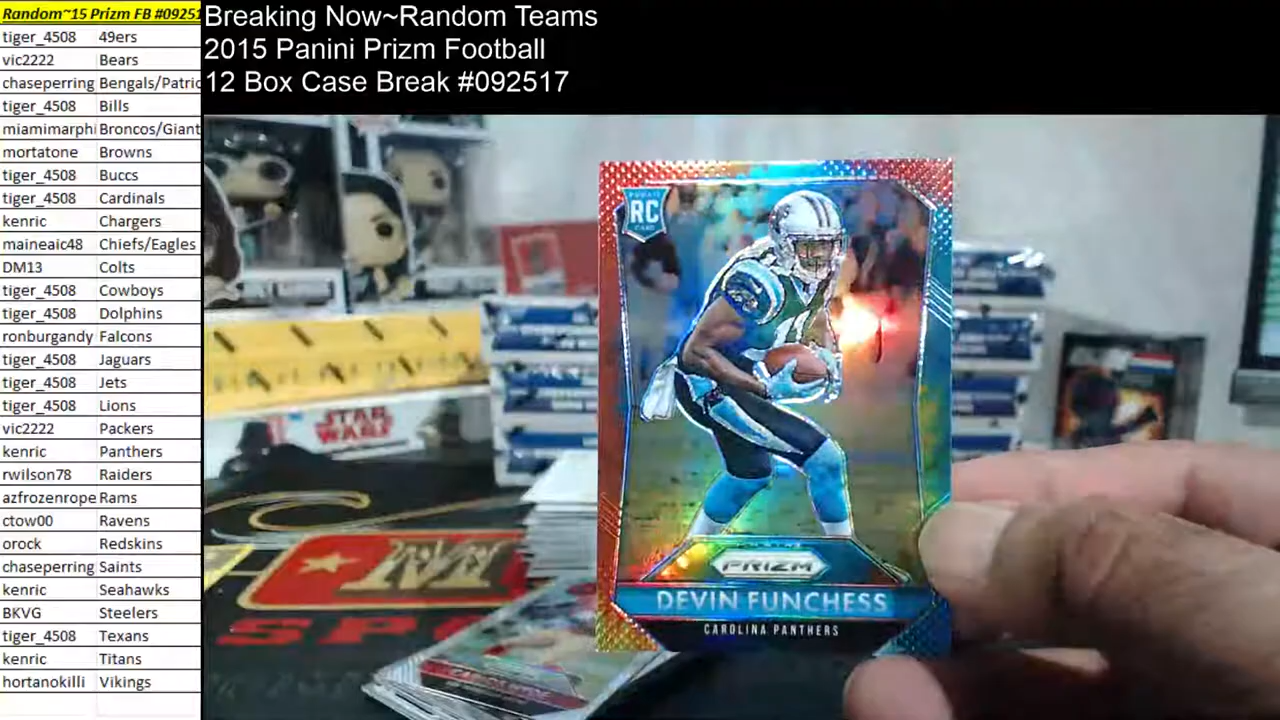 Random~15 Prizm FB #09251
tiger_4508 49ers
vic2222 Bears
chaseperring Bengals/Patric
tiger_4508 Bills
miamimarphi Broncos/Giant
mortatone Browns
tiger_4508 Buccs
tiger_4508 Cardinals
kenric Chargers
maineaic48 Chiefs/Eagles
DM13 Colts
tiger_4508 Cowboys
tiger_4508 Dolphins
ronburgandy Falcons
tiger_4508 Jaguars
tiger_4508 Jets
tiger_4508 Lions
vic2222 Packers
kenric Panthers
rwilson78 Raiders
azfrozenrope Rams
ctow00 Ravens
orock Redskins
chaseperring Saints
kenric Seahawks
BKVG Steelers
tiger_4508 Texans
kenric Titans
hortanokilli Vikings
Breaking Now~Random Teams
2015 Panini Prizm Football
12 Box Case Break #092517
RC
PRIZM
DEVIN FUNCHESS
CAROLINA PANTHERS
STAR
WARS